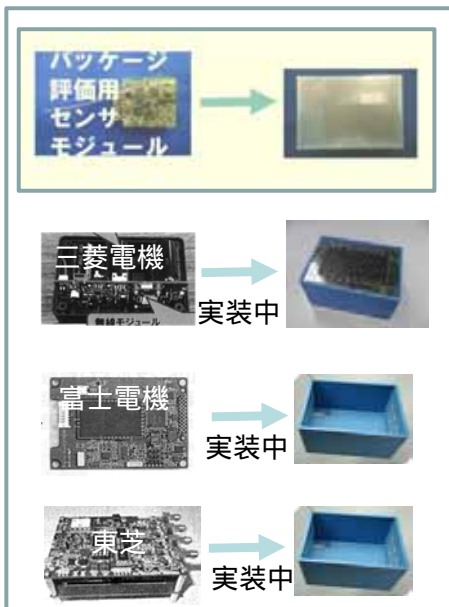 パッケージ
評価用
センサ
モジュール
三菱電機
実装中
無線モジュール
富士電機
実装中
東芝
実装中